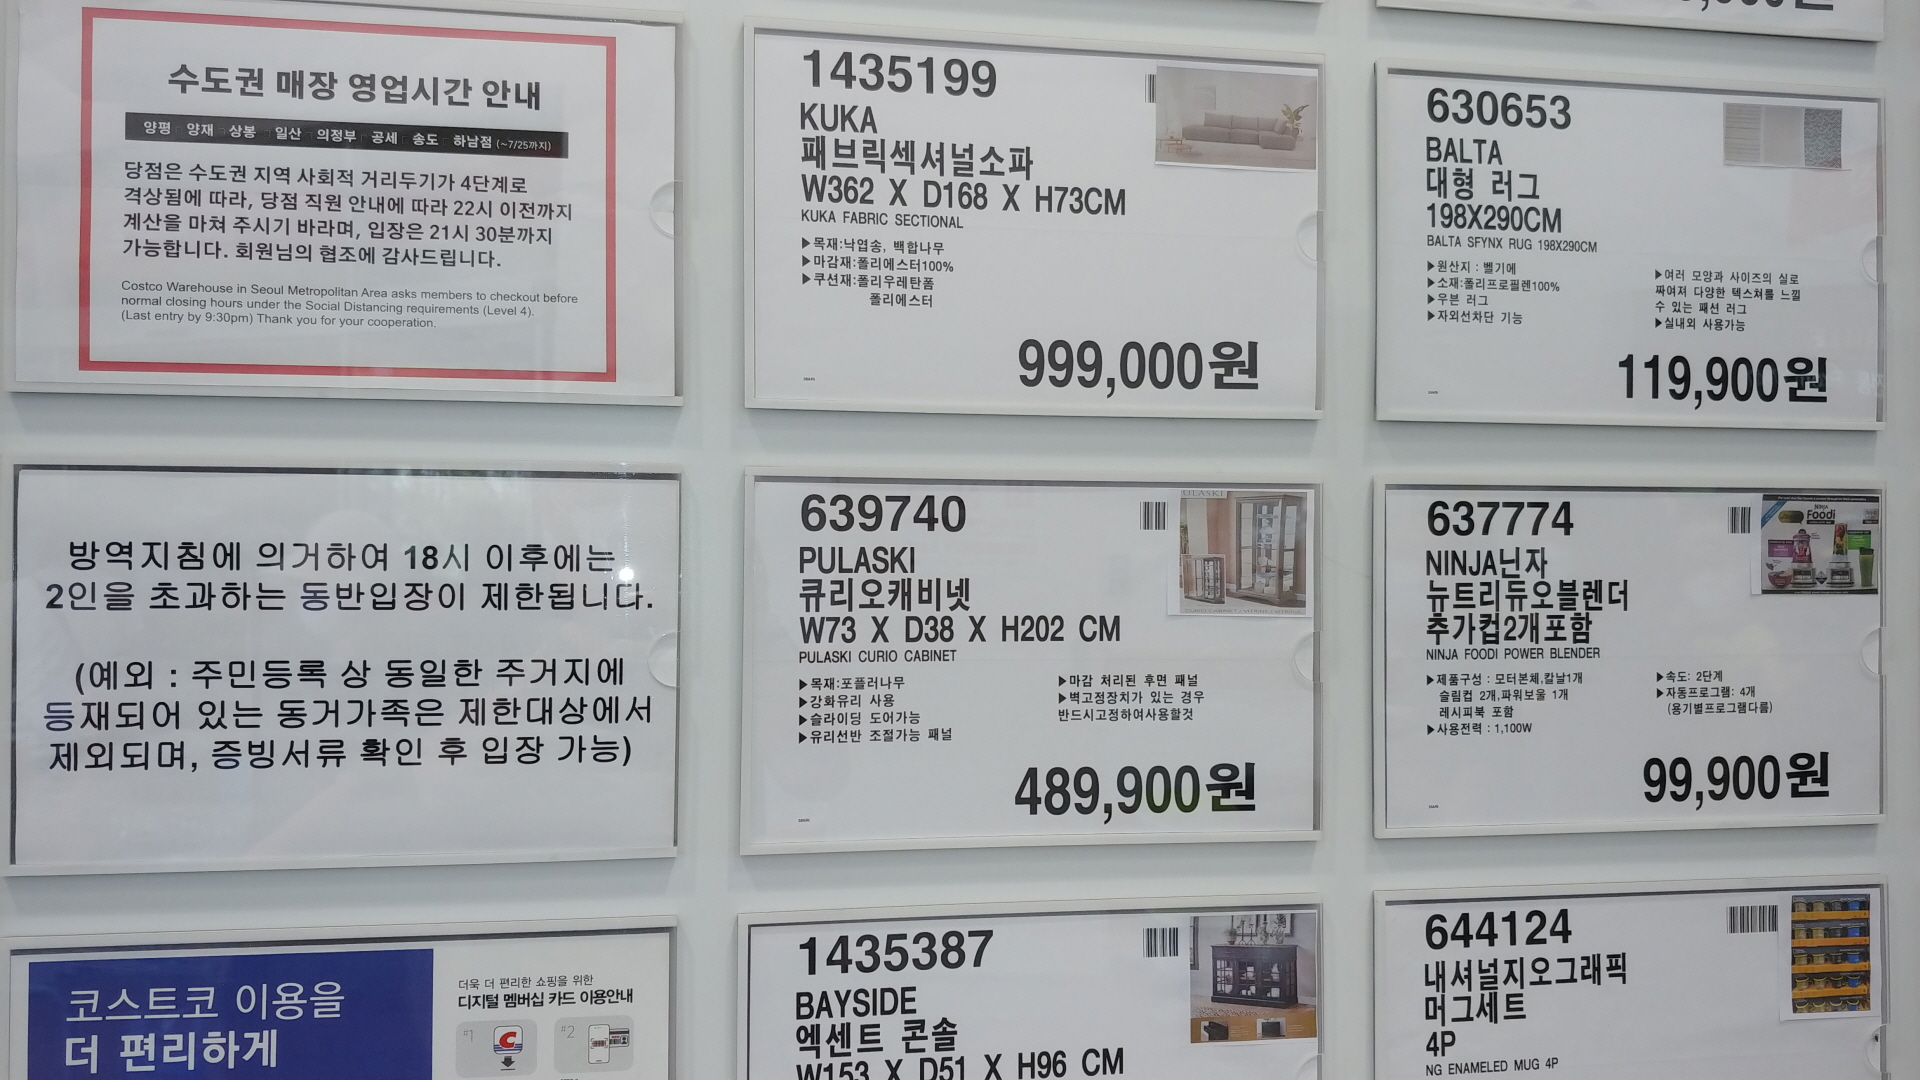 수도권 매장 영업시간 안내
양평 양재 상봉 일산 의정부 공세 송도 하남점 (~7/25까지)
당점은 수도권 지역 사회적 거리두기가 4단계로
격상됨에 따라, 당점 직원 안내에 따라 22시 이전까지
계산을 마쳐 주시기 바라며, 입장은 21시 30분까지
가능합니다. 회원님의 협조에 감사드립니다.
Costco Warehouse in Seoul Metropolitan Area asks members to checkout before
normal closing hours under the Social Distancing requirements (Level 4).
(Last entry by 9:30pm) Thank you for your cooperation.
방역지침에 의거하여 18시 이후에는
2인을 초과하는 동반입장이 제한됩니다.
(예외 : 주민등록 상 동일한 주거지에
등재되어 있는 동거가족은 제한대상에서
제외되며, 증빙서류 확인 후 입장 가능)
코스트코 이용을
더 편리하게
더욱 더 편리한 쇼핑을 위한
디지털 멤버십 카드 이용안내
#1
#2
1435199
KUKA
패브릭섹셔널소파
W362 X D168 X H73CM
KUKA FABRIC SECTIONAL
▶목재:낙엽송, 백합나무
▶마감재:폴리에스터100%
▶쿠션재:폴리우레탄폼
폴리에스터
999,000원
639740
PULASKI
큐리오캐비넷
W73 X D38 X H202 CM
PULASKI CURIO CABINET
▶목재:포플러나무
▶강화유리 사용
▶슬라이딩 도어가능
▶유리선반 조절가능 패널
▶마감 처리된 후면 패널
▶벽고정장치가 있는 경우
반드시고정하여사용할것
489,900원
1435387
BAYSIDE
엑센트 콘솔
W153 X D51 X H96 CM
630653
BALTA
대형 러그
198X290CM
BALTA SFYNX RUG 198X290CM
▶원산지 : 벨기에
▶소재:폴리프로필렌100%
▶우븐 러그
▶자외선차단 기능
▶여러 모양과 사이즈의 실로
짜여져 다양한 텍스쳐를 느낄
수 있는 패션 러그
▶실내외 사용가능
119,900원
637774
NINJA닌자
뉴트리듀오블렌더
추가컵2개포함
NINJA FOODI POWER BLENDER
▶제품구성 : 모터본체,칼날1개
슬림컵 2개,파워보울 1개
레시피북 포함
▶사용전력 : 1,100W
▶속도: 2단계
▶자동프로그램: 4개
(용기별프로그램다름)
NINJA
Foodi
99,900원
644124
내셔널지오그래픽
머그세트
4P
NG ENAMELED MUG 4P